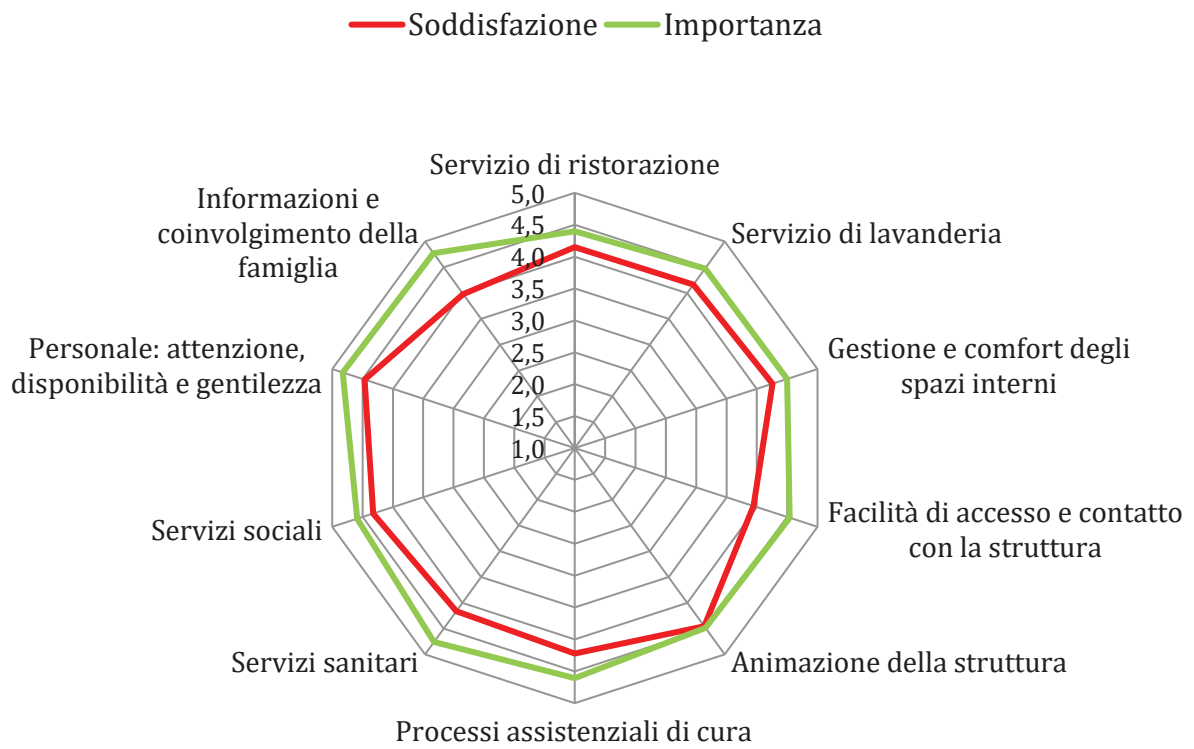 Soddisfazione Importanza
Servizio di ristorazione
Informazioni e
coinvolgimento della
famiglia
5,0
4,5
4,0
3,5
3,0
2,5
2,0
1,5
1,0
Servizio di lavanderia
Personale: attenzione,
disponibilità e gentilezza
Gestione e comfort degli
spazi interni
Servizi sociali
Facilità di accesso e contatto
con la struttura
Servizi sanitari
Animazione della struttura
Processi assistenziali di cura